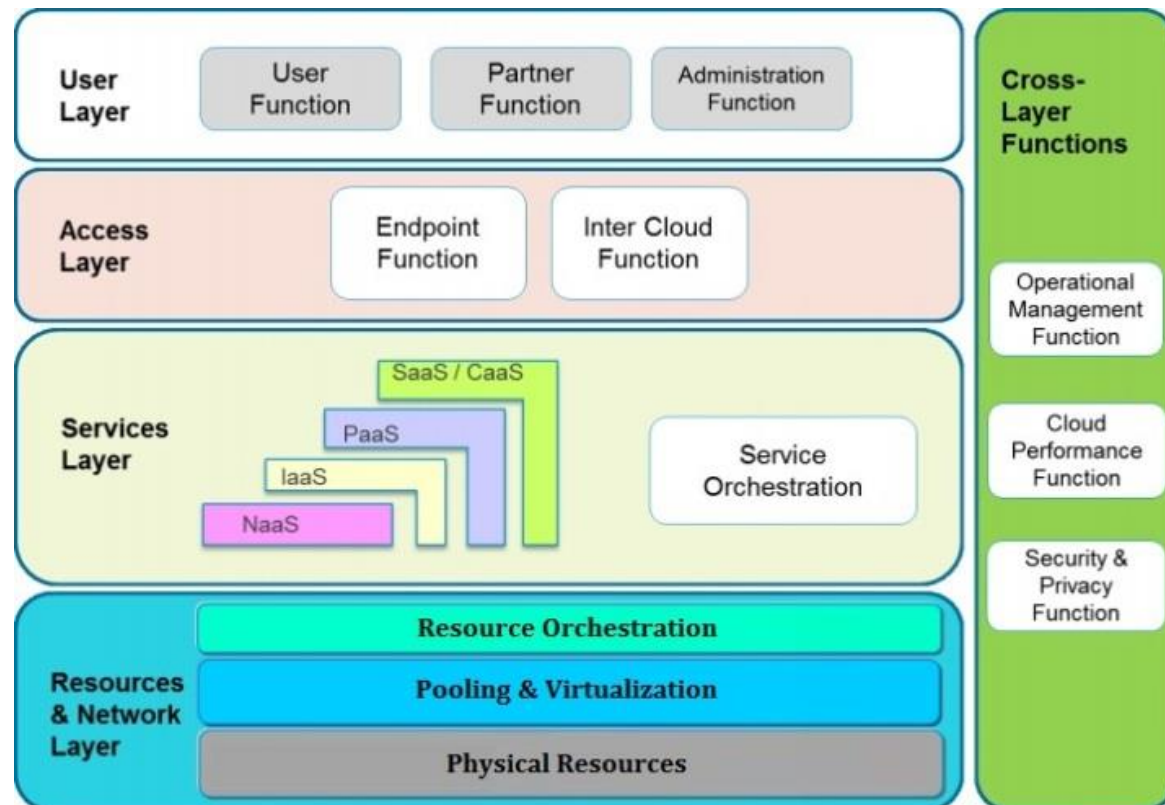 User
Layer
User
Function
Partner
Function
Administration
Function
Access
Layer
Endpoint
Function
Inter Cloud
Function
Services
Layer
SaaS / CaaS
PaaS
IaaS
NaaS
Service
Orchestration
Resources
& Network
Layer
Resource Orchestration
Pooling & Virtualization
Physical Resources
Cross-
Layer
Functions
Operational
Management
Function
Cloud
Performance
Function
Security &
Privacy
Function